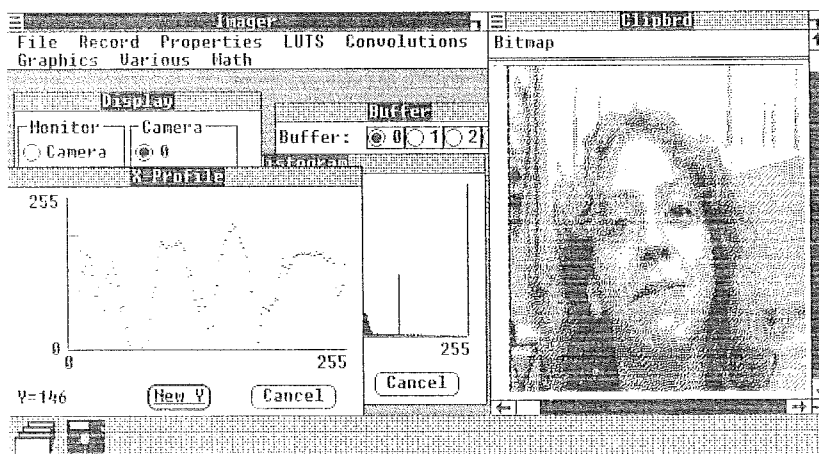 Imager
File Record Properties LUTS Convolutions
Graphics Various Math
Display
Monitor
Camera
Camera
0
Buffer
Buffer: 0 1 2
X-Profile
255
0
0
255
Y=146
New Y
Cancel
255
Cancel
Clipbrd
Bitmap